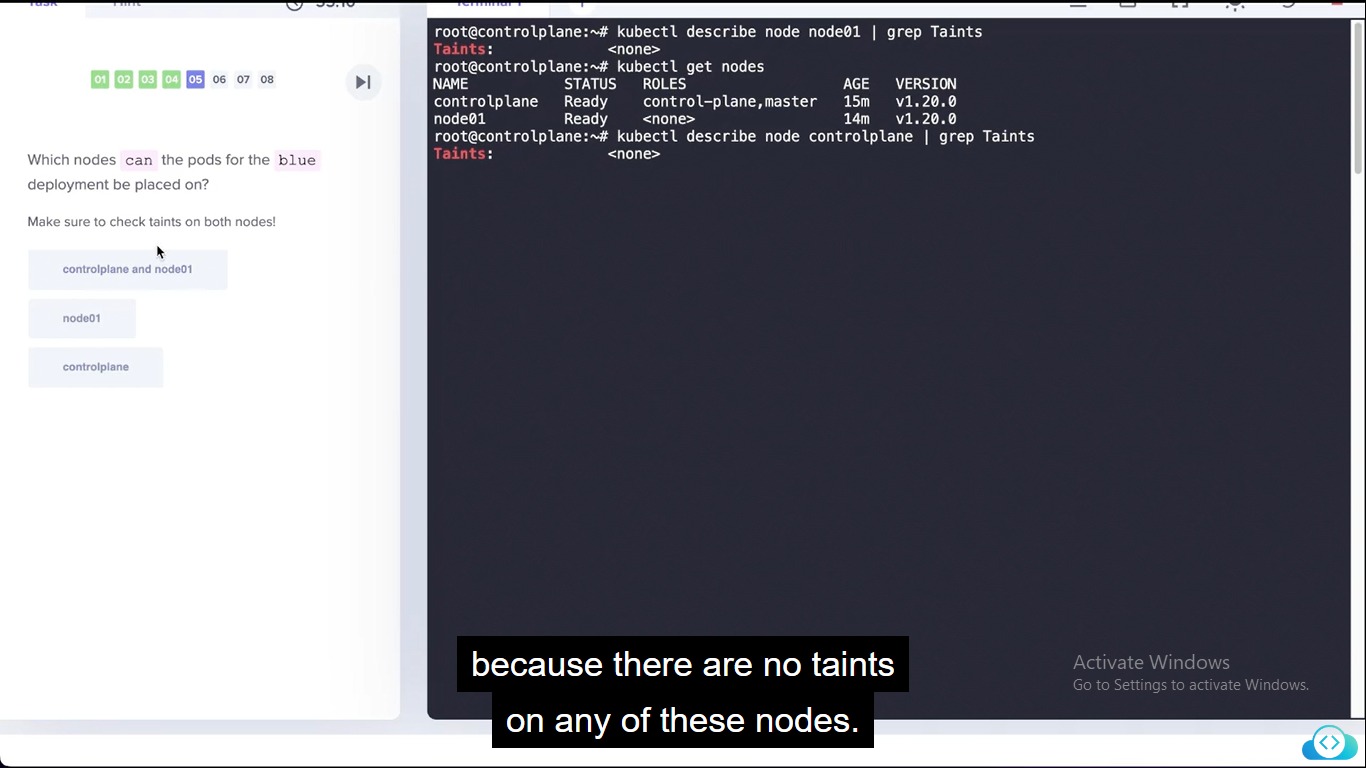 Task Hint
Terminal 1 +
01 02 03 04 05 06 07 08
Which nodes can the pods for the blue
deployment be placed on?
Make sure to check taints on both nodes!
controlplane and node01
node01
controlplane
root@controlplane:~# kubectl describe node node01 | grep Taints
Taints: <none>
root@controlplane:~# kubectl get nodes
NAME STATUS ROLES AGE VERSION
controlplane Ready control-plane,master 15m v1.20.0
node01 Ready <none> 14m v1.20.0
root@controlplane:~# kubectl describe node controlplane | grep Taints
Taints: <none>
because there are no taints
on any of these nodes.
Activate Windows
Go to Settings to activate Windows.